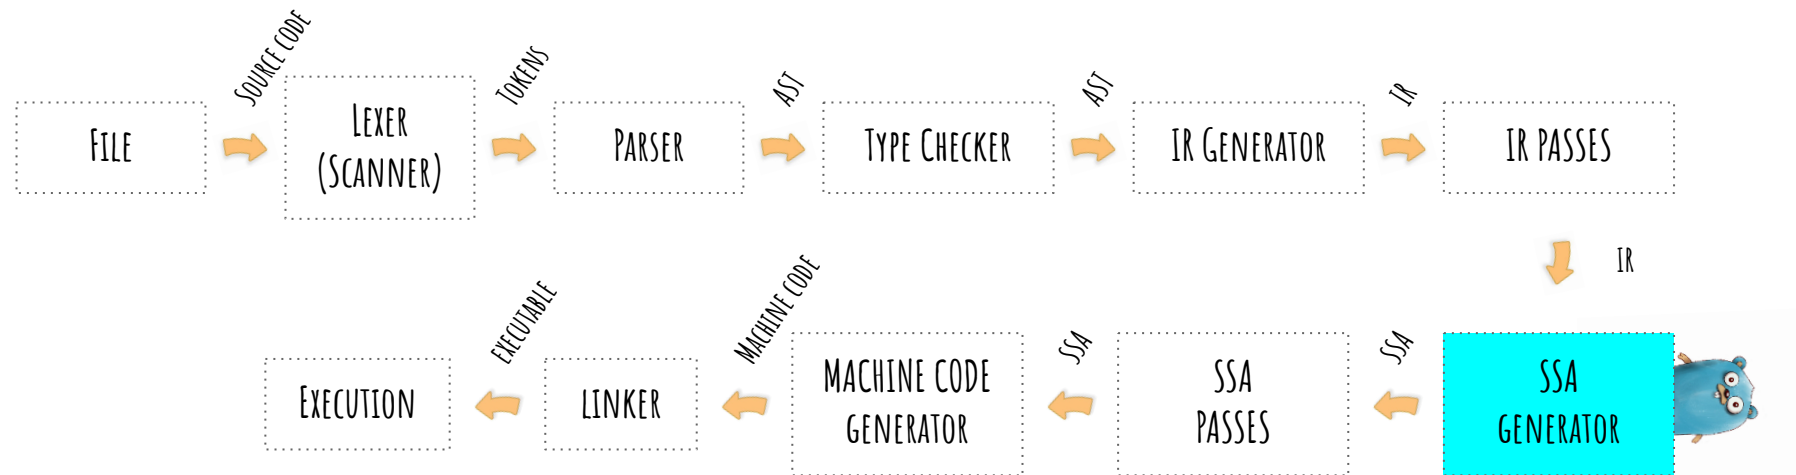 Source code
Tokens
AST
AST
IR
File
Lexer
(Scanner)
Parser
Type Checker
IR Generator
IR PASSES
IR
executable
Machine code
SSA
SSA
Execution
linker
MACHINE CODE
generator
SSA
PASSES
SSA
generator